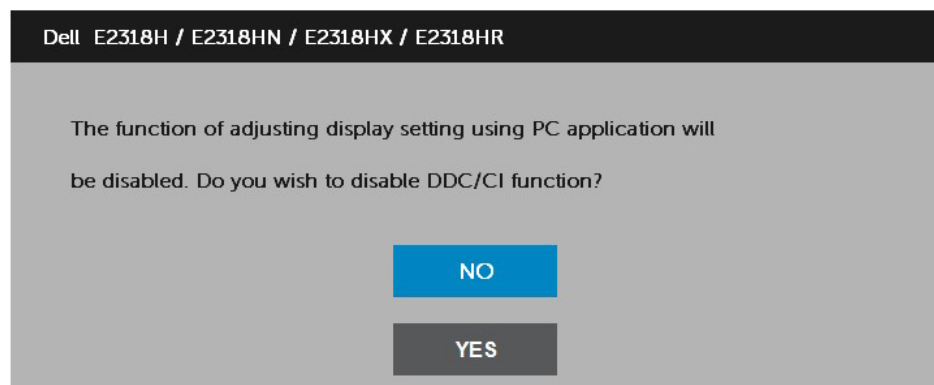 Dell E2318H / E2318HN / E2318HX / E2318HR
The function of adjusting display setting using PC application will
be disabled. Do you wish to disable DDC/CI function?
NO
YES